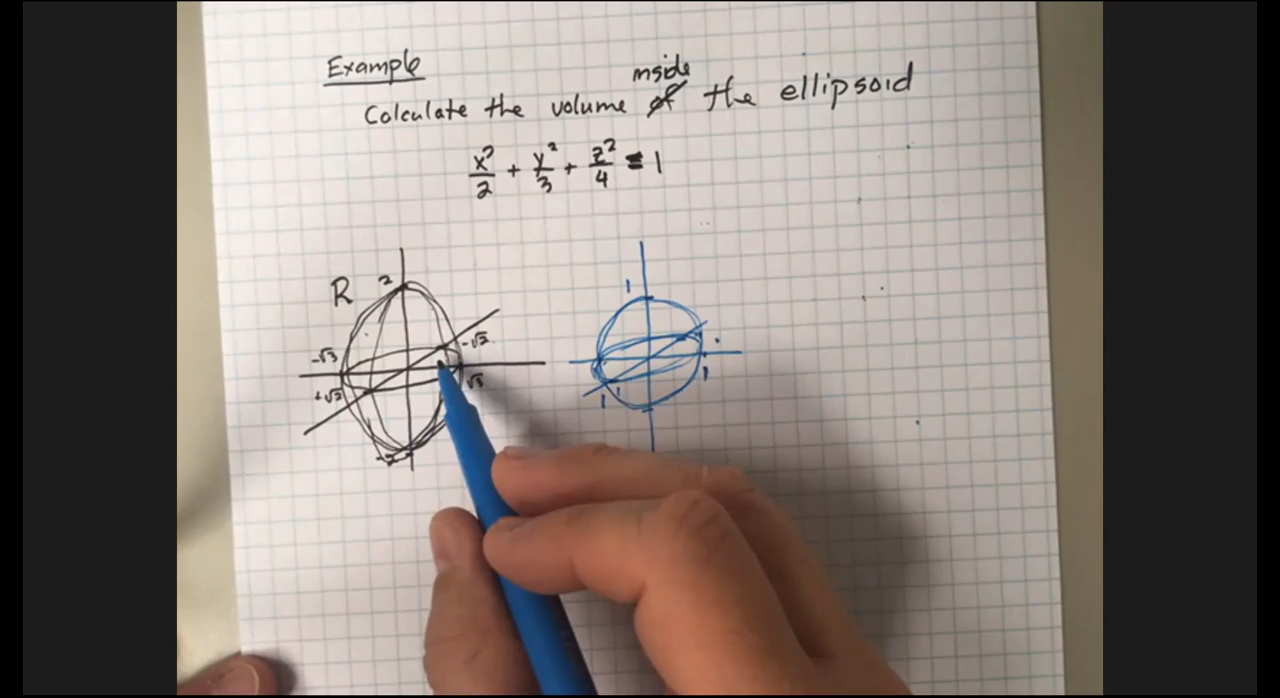 Example
Calculate the volume inside the ellipsoid
x²/2 + y²/3 + z²/4 = 1
R
2
-√3
-√2
+√2
√3
-2
1
1
1